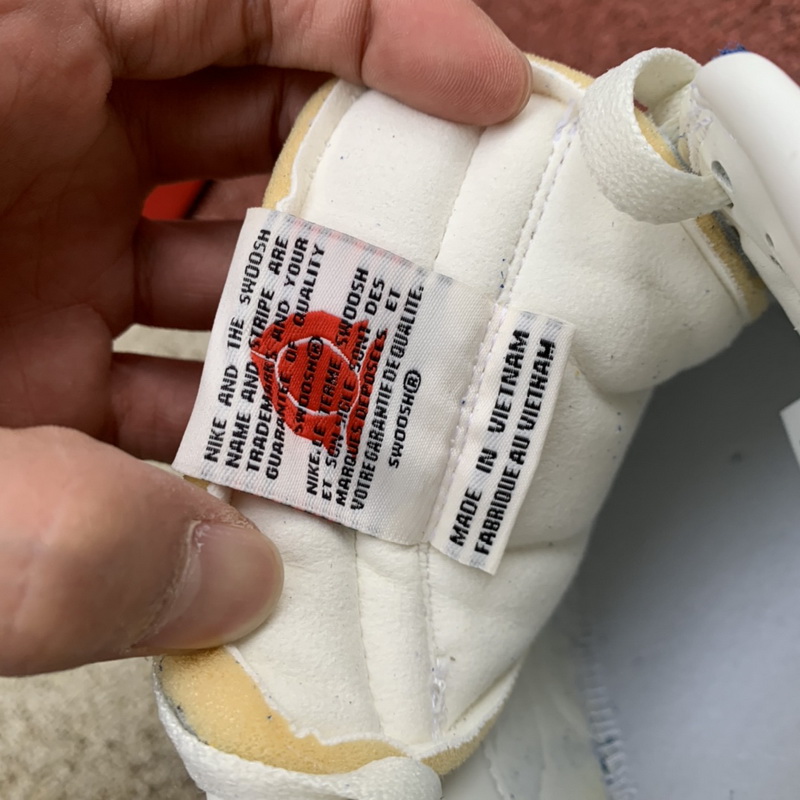 NIKE AND THE SWOOSH
NAME AND STRIPE ARE
TRADEMARKS AND YOUR
GUARANTEE OF QUALITY
SWOOSH®
NIKE, LE TERME SWOOSH
ET SON SONT DES
MARQUES DEPOSEES ET
VOTRE GARANTIE DE QUALITE.
SWOOSH®
MADE IN VIETNAM
FABRIQUE AU VIETNAM